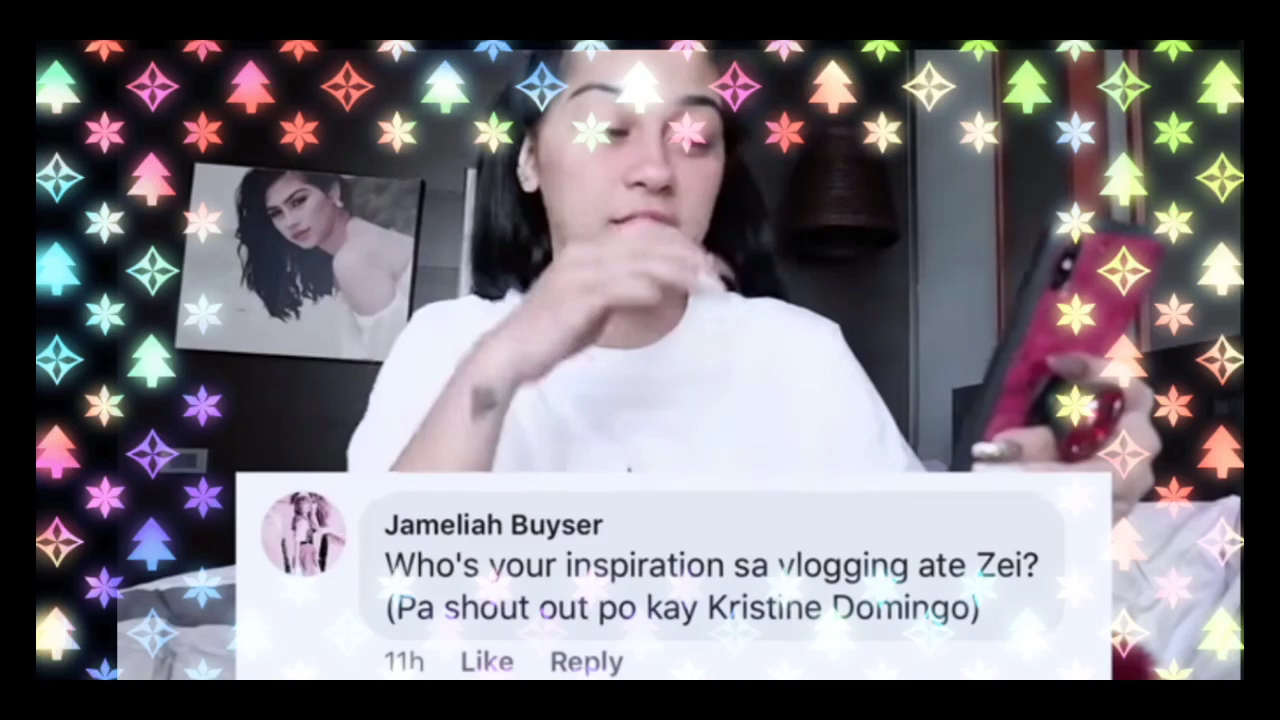 Jameliah Buyser
Who's your inspiration sa vlogging ate Zei?
(Pa shout out po kay Kristine Domingo)
11h Like Reply